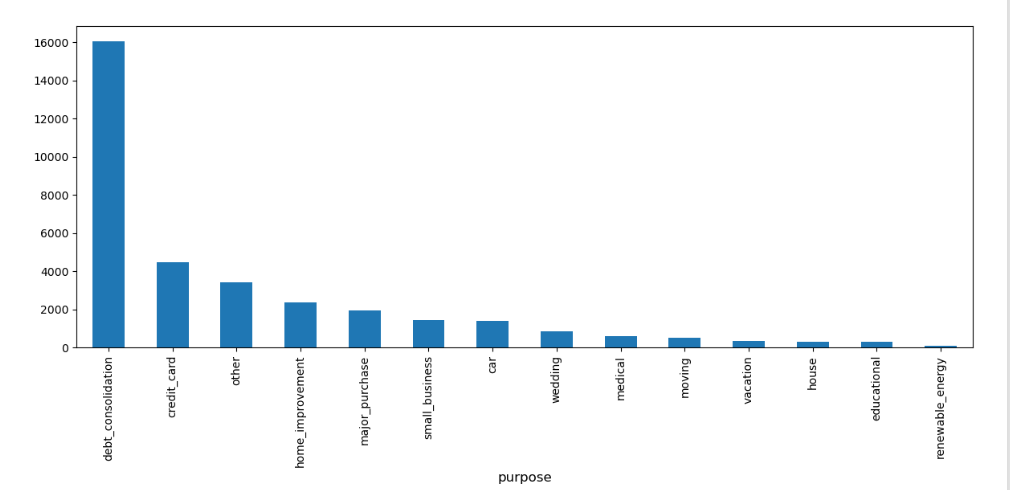 16000
14000
12000
10000
8000
6000
4000
2000
0
debt_consolidation
credit_card
other
home_improvement
major_purchase
small_business
car
wedding
medical
moving
vacation
house
educational
renewable_energy
purpose